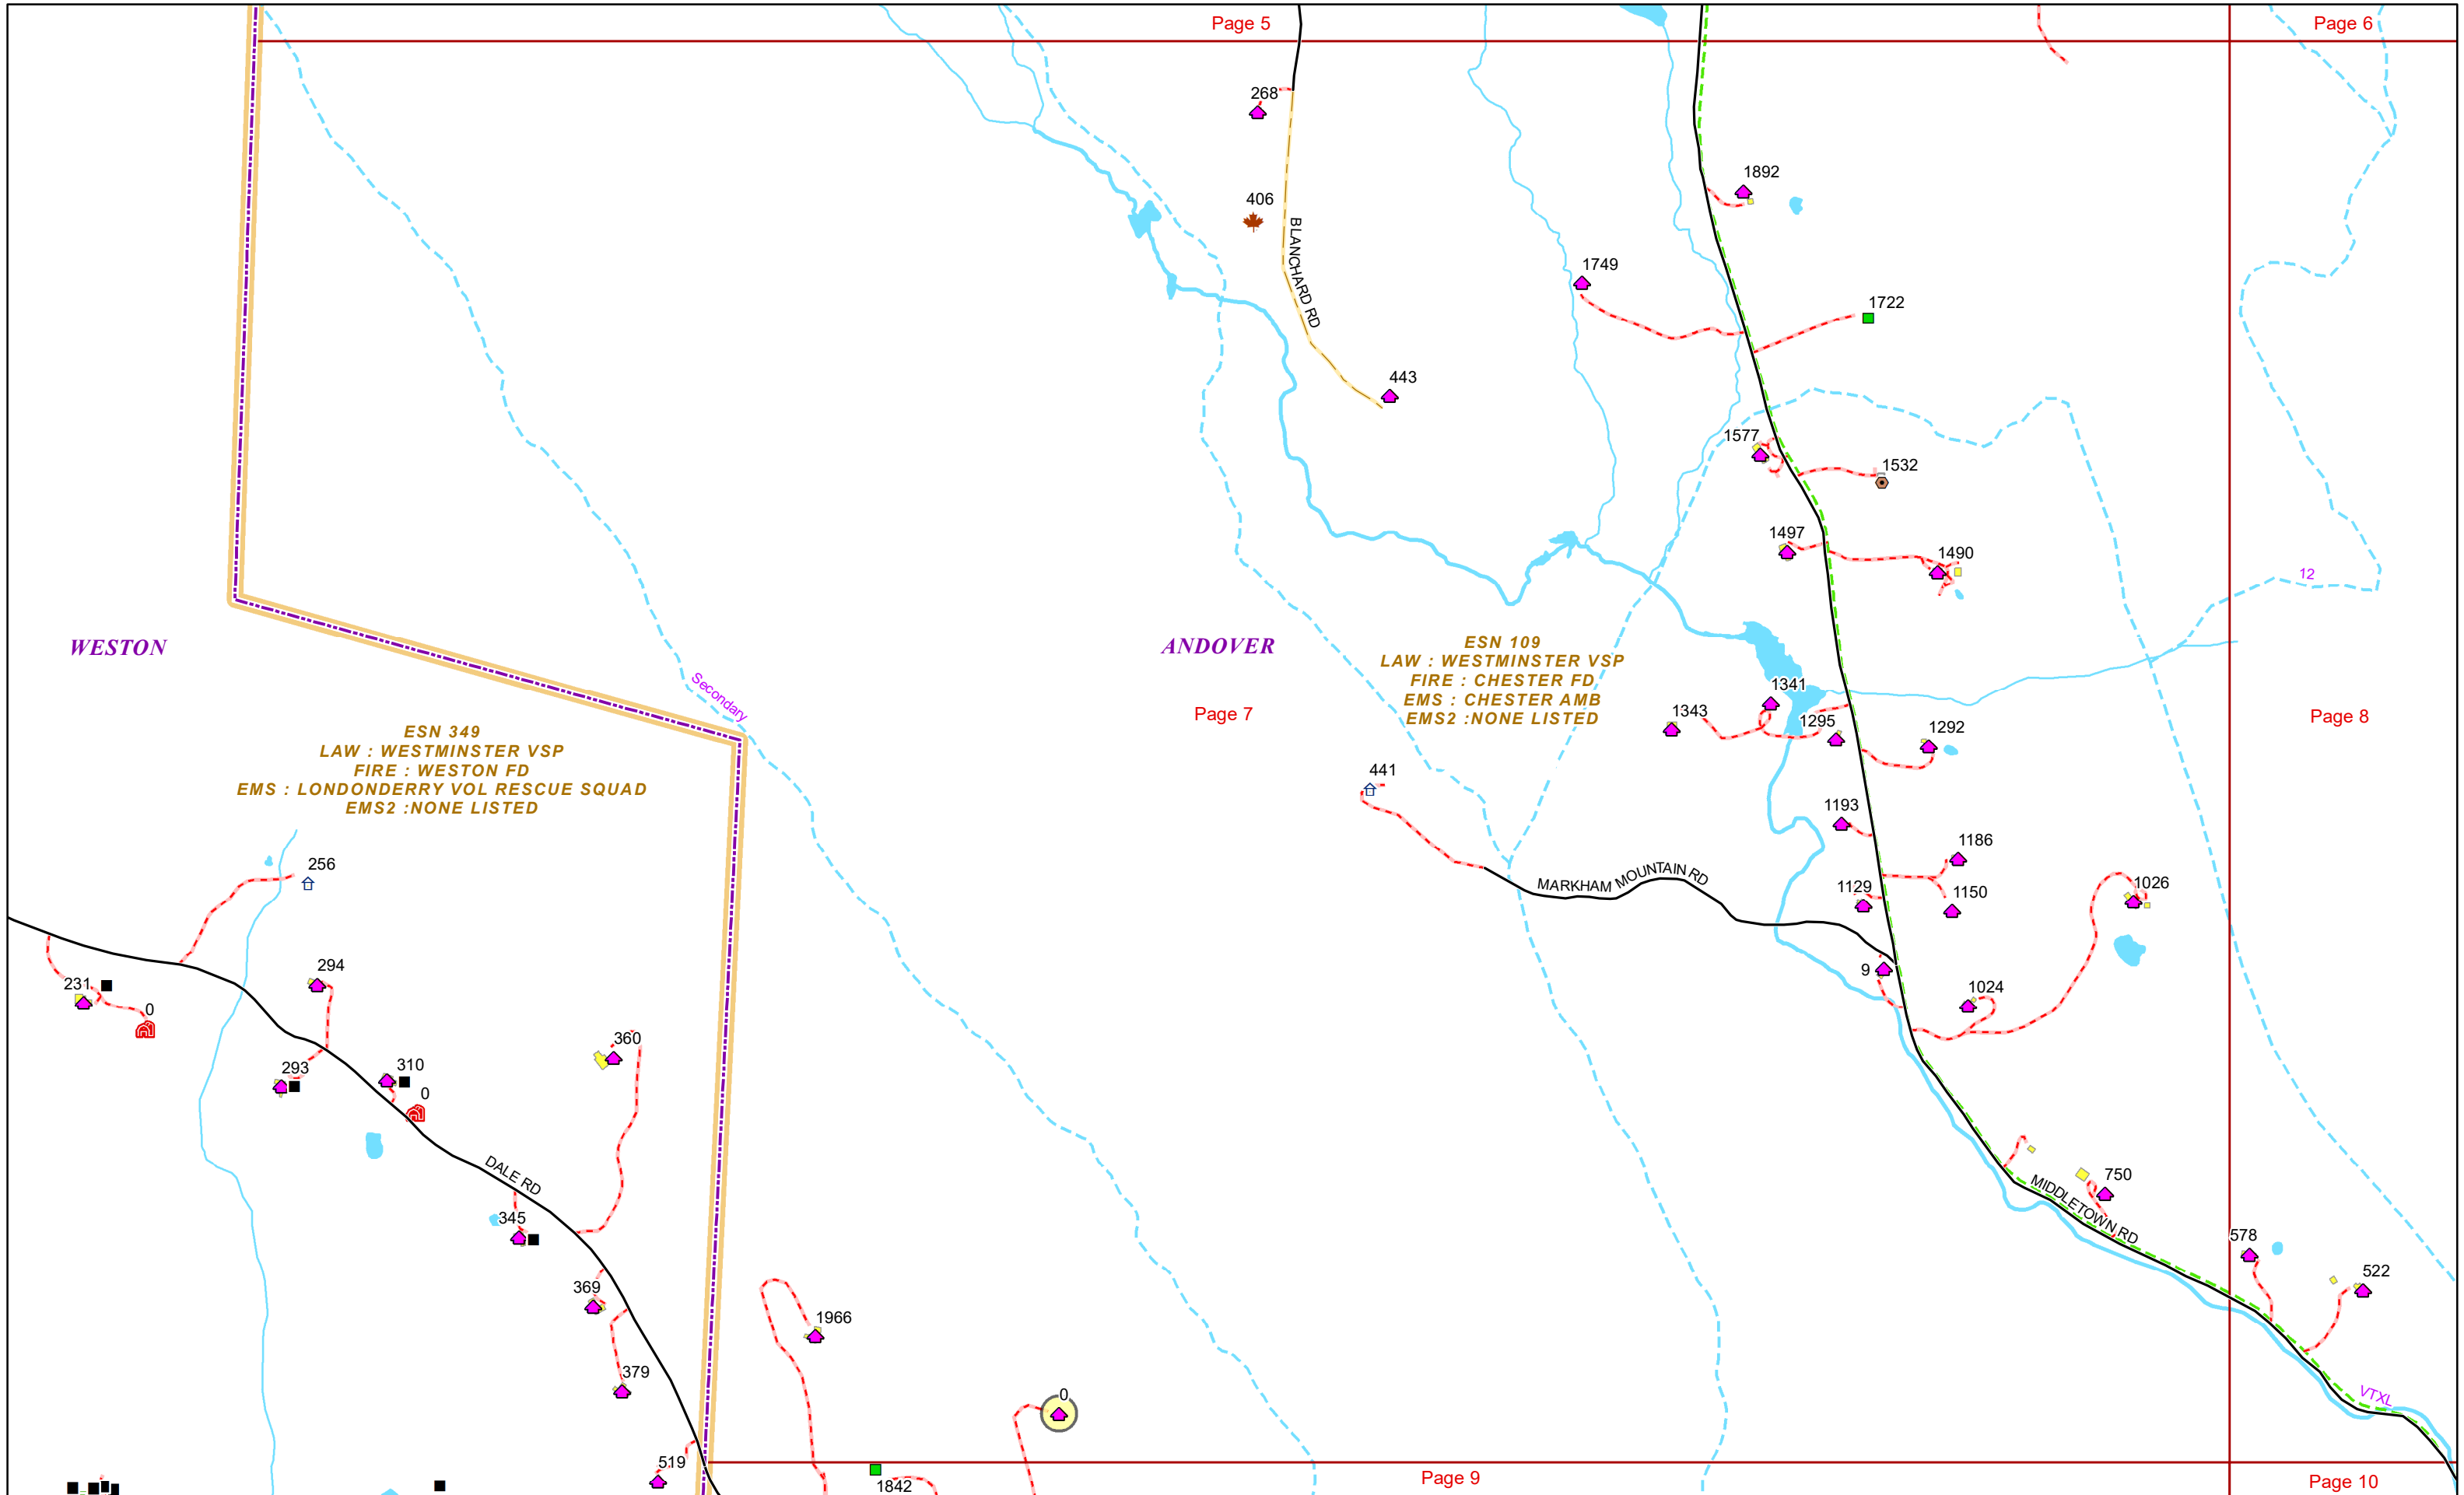 Page 5
Page 6
268
1892
406
BLANCHARD RD
1749
1722
443
1577
1532
1497
1490
12
WESTON
ANDOVER
ESN 109
LAW : WESTMINSTER VSP
FIRE : CHESTER FD
EMS : CHESTER AMB
EMS2 :NONE LISTED
Secondary
1341
1343
1295
1292
Page 7
Page 8
ESN 349
LAW : WESTMINSTER VSP
FIRE : WESTON FD
EMS : LONDONDERRY VOL RESCUE SQUAD
EMS2 :NONE LISTED
441
1193
1186
256
MARKHAM MOUNTAIN RD
1129
1150
1026
294
9
231
0
1024
360
293
310
0
DALE RD
750
MIDDLETOWN RD
345
578
522
369
1966
379
0
VTXL
519
1842
Page 9
Page 10